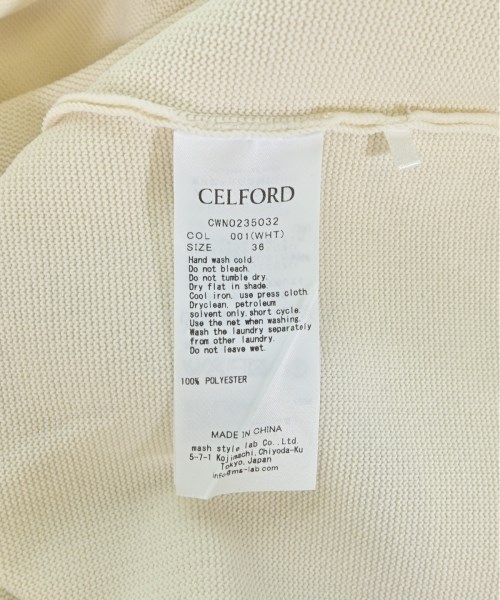 CELFORD
CWNO235032
COL 001(WHT)
SIZE 36
Hand wash cold.
Do not bleach.
Do not tumble dry.
Dry flat in shade.
Cool iron, use press cloth.
Dryclean, petroleum
solvent only, short cycle.
Use the net when washing.
Wash the laundry separately
from other laundry.
Do not leave wet.
100% POLYESTER
MADE IN CHINA
mash style lab Co.,Ltd.
5-7-1 Kojimachi,Chiyoda-Ku
Tokyo,Japan
info@ms-lab.com